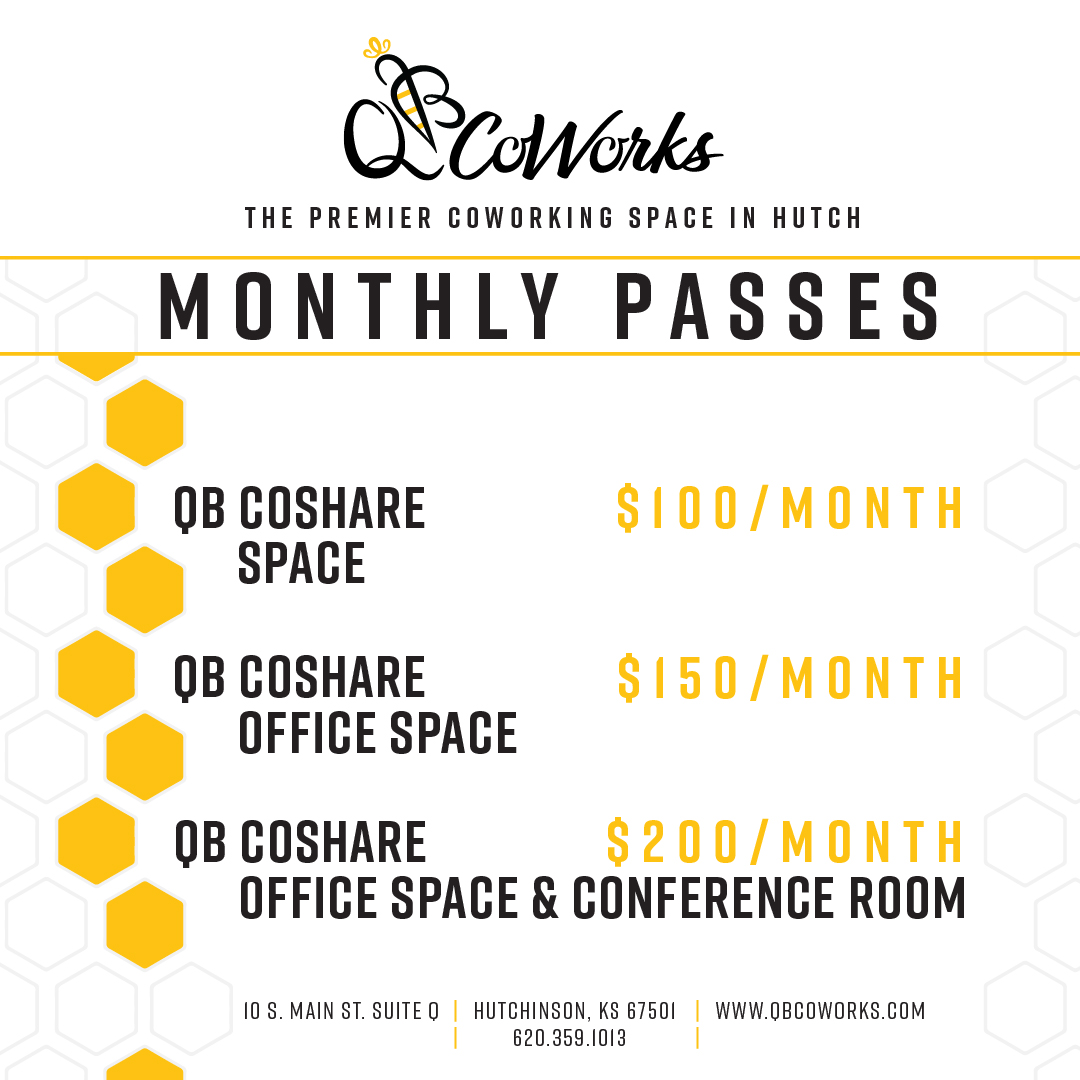 QB CoWorks
THE PREMIER COWORKING SPACE IN HUTCH
MONTHLY PASSES
QB COSHARE
SPACE
$100/MONTH
QB COSHARE
OFFICE SPACE
$150/MONTH
QB COSHARE
$200/MONTH
OFFICE SPACE & CONFERENCE ROOM
10 S. MAIN ST. SUITE Q | HUTCHINSON, KS 67501 | WWW.QBCOWORKS.COM
| 620.359.1013 |